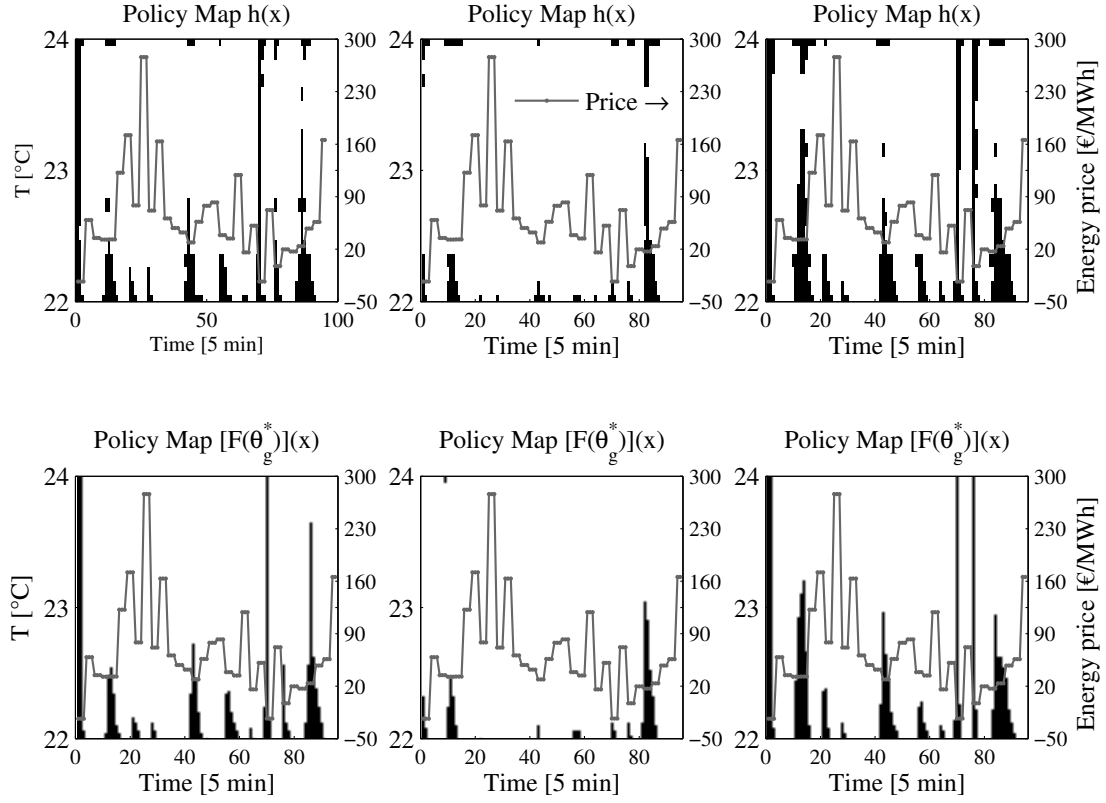 Policy Map h(x) Policy Map h(x) Policy Map h(x)
24 300 24 300 24 300
230 230 230
Price →
160 160 160
23 23 23
90 90 90
20 20 20
22 −50 22 −50 22 −50
T [°C]
Energy price [€/MWh]
0 50 100 0 20 40 60 80 0 20 40 60 80
Time [5 min] Time [5 min] Time [5 min]
Policy Map [F(θ*g)](x) Policy Map [F(θ*g)](x) Policy Map [F(θ*g)](x)
24 300 24 300 24 300
230 230 230
160 160 160
23 23 23
90 90 90
20 20 20
22 −50 22 −50 22 −50
T [°C]
Energy price [€/MWh]
0 20 40 60 80 0 20 40 60 80 0 20 40 60 80
Time [5 min] Time [5 min] Time [5 min]